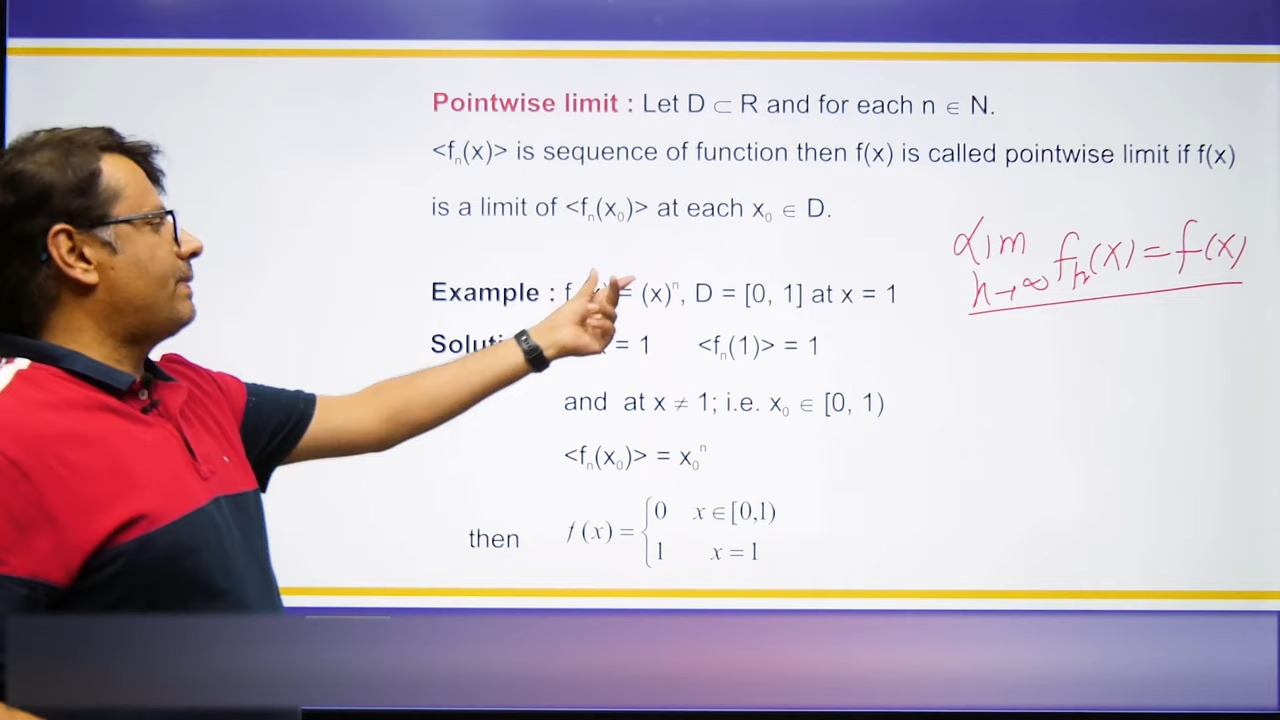 Pointwise limit : Let D ⊂ R and for each n ∈ N.
<fₙ(x)> is sequence of function then f(x) is called pointwise limit if f(x)
is a limit of <fₙ(x₀)> at each x₀ ∈ D.
lim fₙ(x) = f(x)
n→∞
Example : f = (x)ⁿ, D = [0, 1] at x = 1
= 1 <fₙ(1)> = 1
and at x ≠ 1; i.e. x₀ ∈ [0, 1)
<fₙ(x₀)> = x₀ⁿ
then f(x) = { 0 x∈[0,1)
1 x = 1